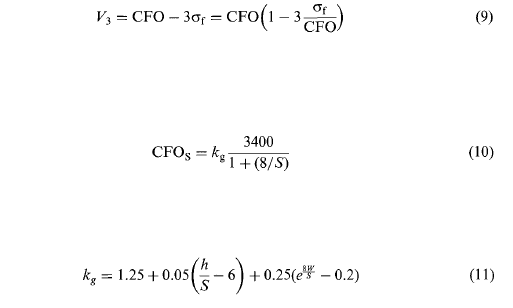 V₃ = CFO − 3σ_f = CFO(1 − 3 σ_f/CFO) (9)
CFO_S = k_g 3400/(1 + (8/S)) (10)
k_g = 1.25 + 0.05(h/S − 6) + 0.25(e^(8W/S) − 0.2) (11)